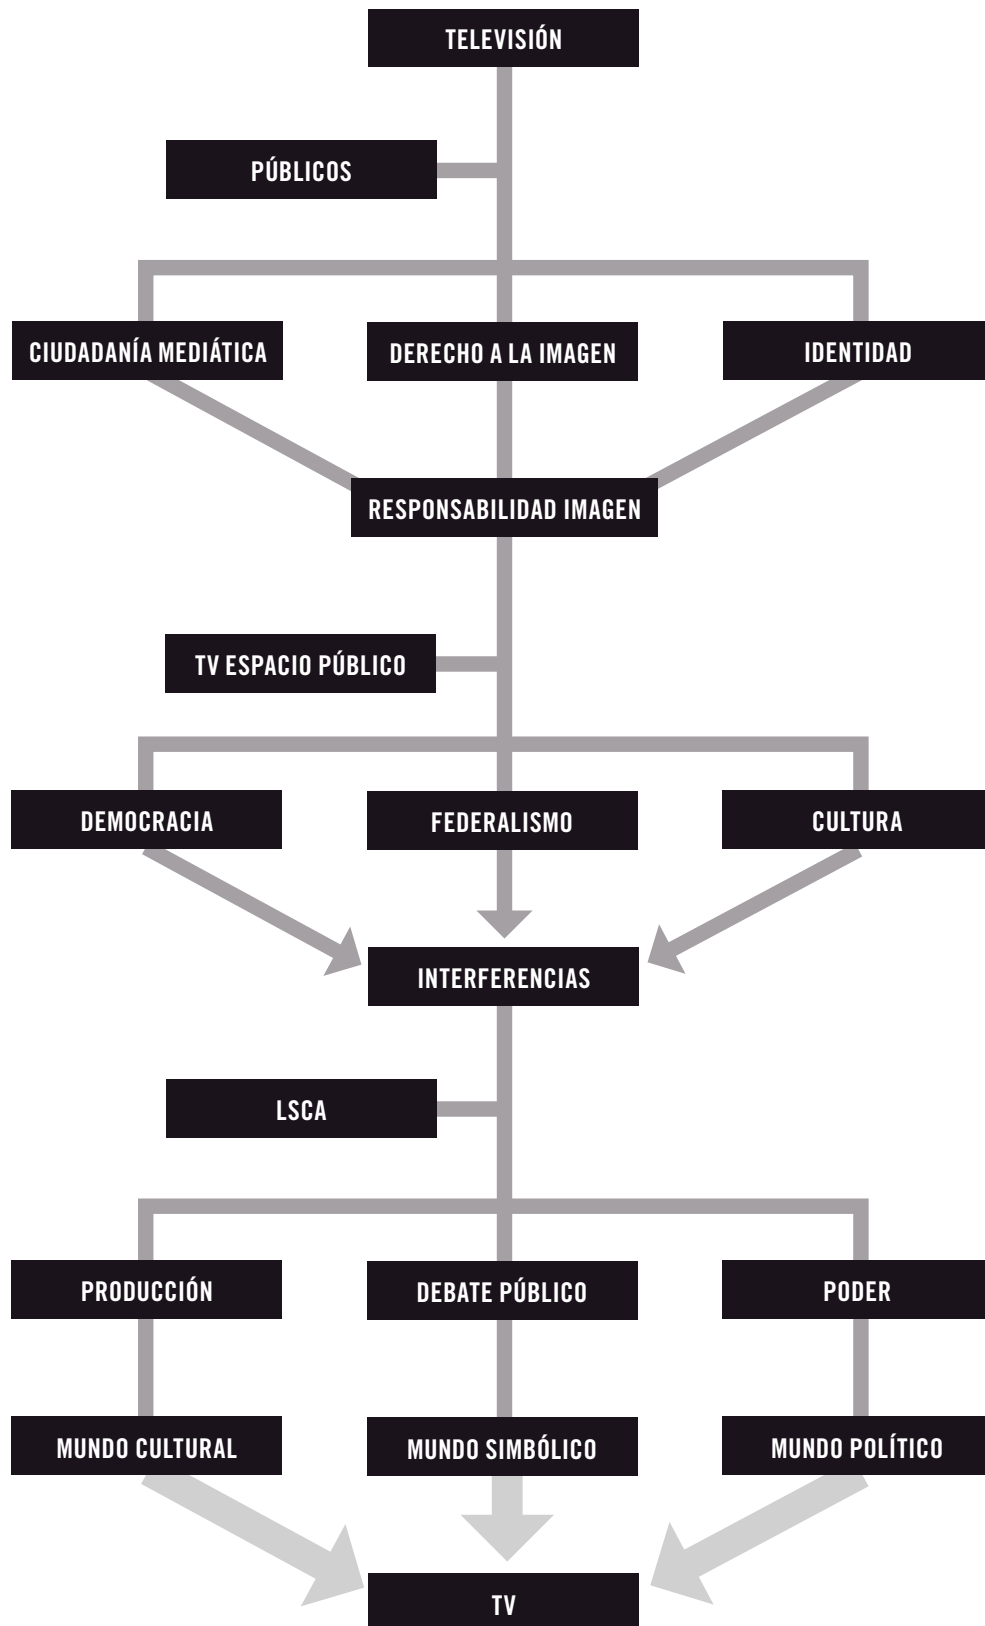 TELEVISIÓN
PÚBLICOS
CIUDADANÍA MEDIÁTICA
DERECHO A LA IMAGEN
IDENTIDAD
RESPONSABILIDAD IMAGEN
TV ESPACIO PÚBLICO
DEMOCRACIA
FEDERALISMO
CULTURA
INTERFERENCIAS
LSCA
PRODUCCIÓN
DEBATE PÚBLICO
PODER
MUNDO CULTURAL
MUNDO SIMBÓLICO
MUNDO POLÍTICO
TV